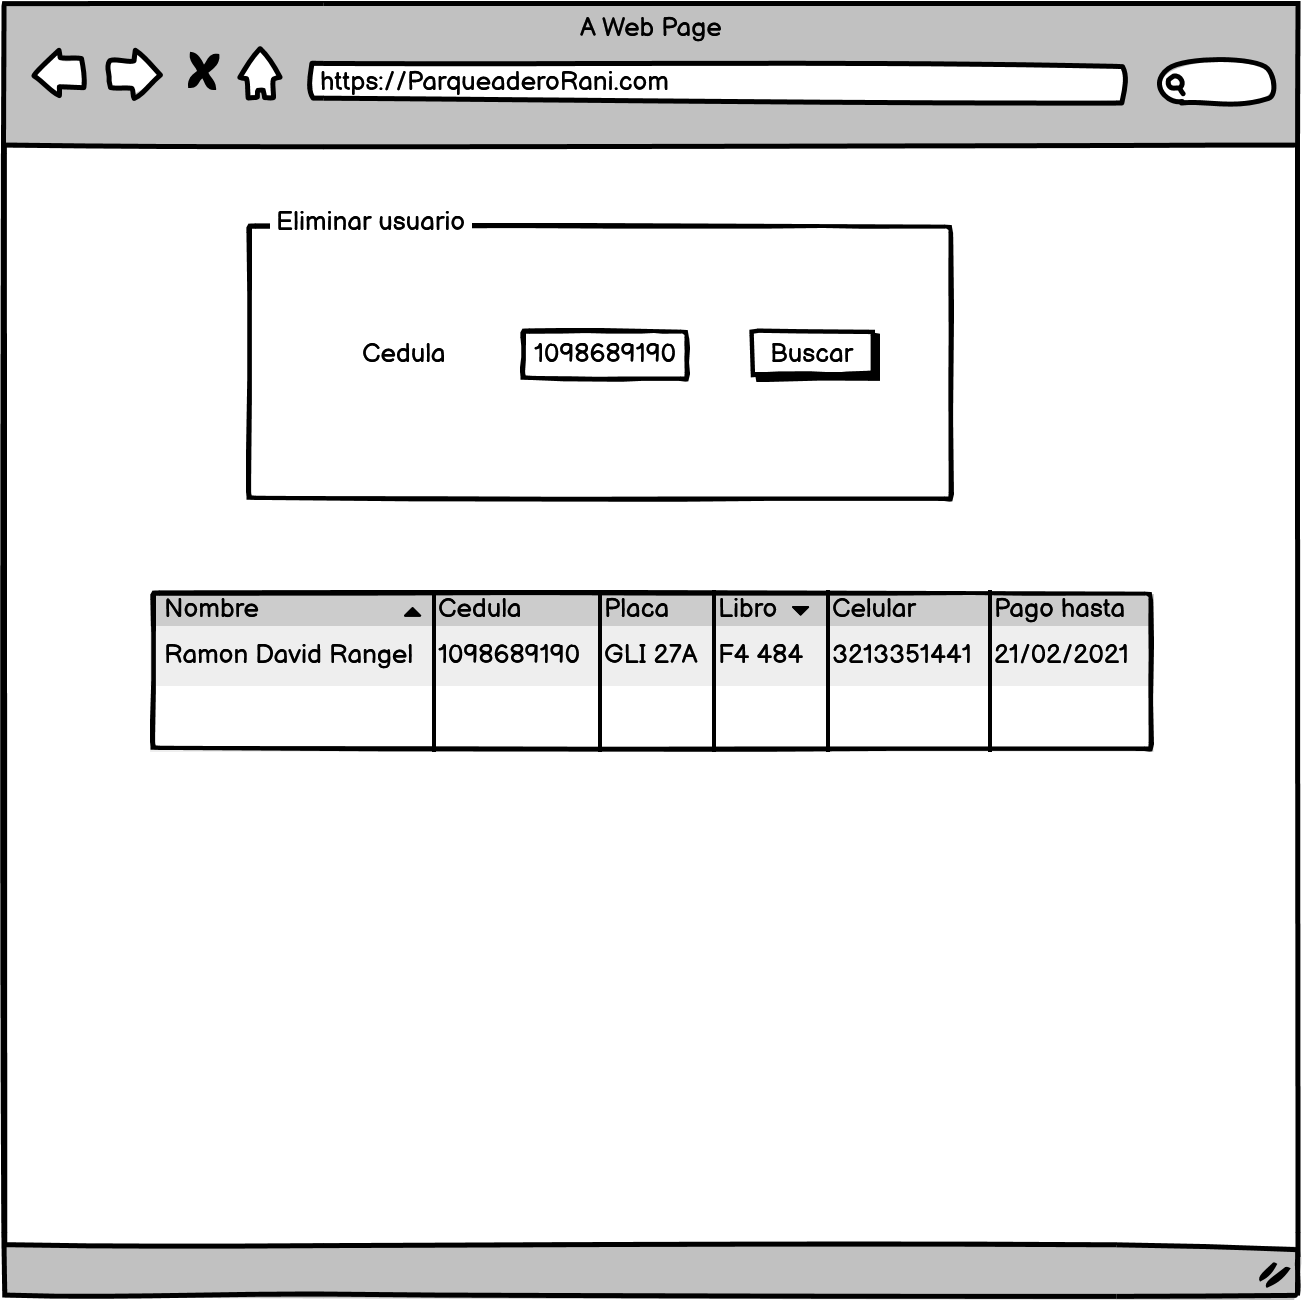 A Web Page
https://ParqueaderoRani.com
Eliminar usuario
Cedula 1098689190 Buscar
Nombre Cedula Placa Libro Celular Pago hasta
Ramon David Rangel 1098689190 GLI 27A F4 484 3213351441 21/02/2021